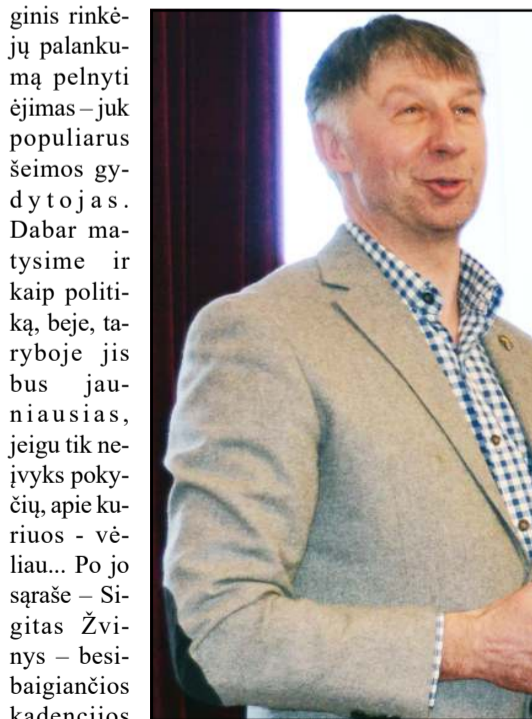 ginis rinkė-
jų palanku-
mą pelnyti
ėjimas – juk
populiarus
šeimos gy-
dytojas.
Dabar ma-
tysime ir
kaip politi-
ką, beje, ta-
ryboje jis
bus jau-
niausias,
jeigu tik ne-
įvyks poky-
čių, apie ku-
riuos - vė-
liau... Po jo
sąraše – Si-
gitas Žvi-
nys – besi-
baigiančios
kadencijos